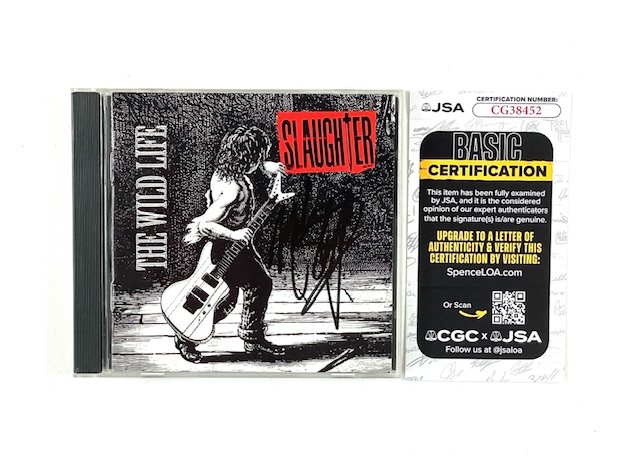 THE WILD LIFE
SLAUGHTER
JSA
CERTIFICATION NUMBER:
CG38452
BASIC
CERTIFICATION
This item has been fully examined
by JSA, and it is the considered
opinion of our expert authenticators
that the signature(s) is/are genuine.
UPGRADE TO A LETTER OF
AUTHENTICITY & VERIFY THIS
CERTIFICATION BY VISITING:
SpenceLOA.com
Or Scan
CGC x JSA
Follow us at @jsaloa